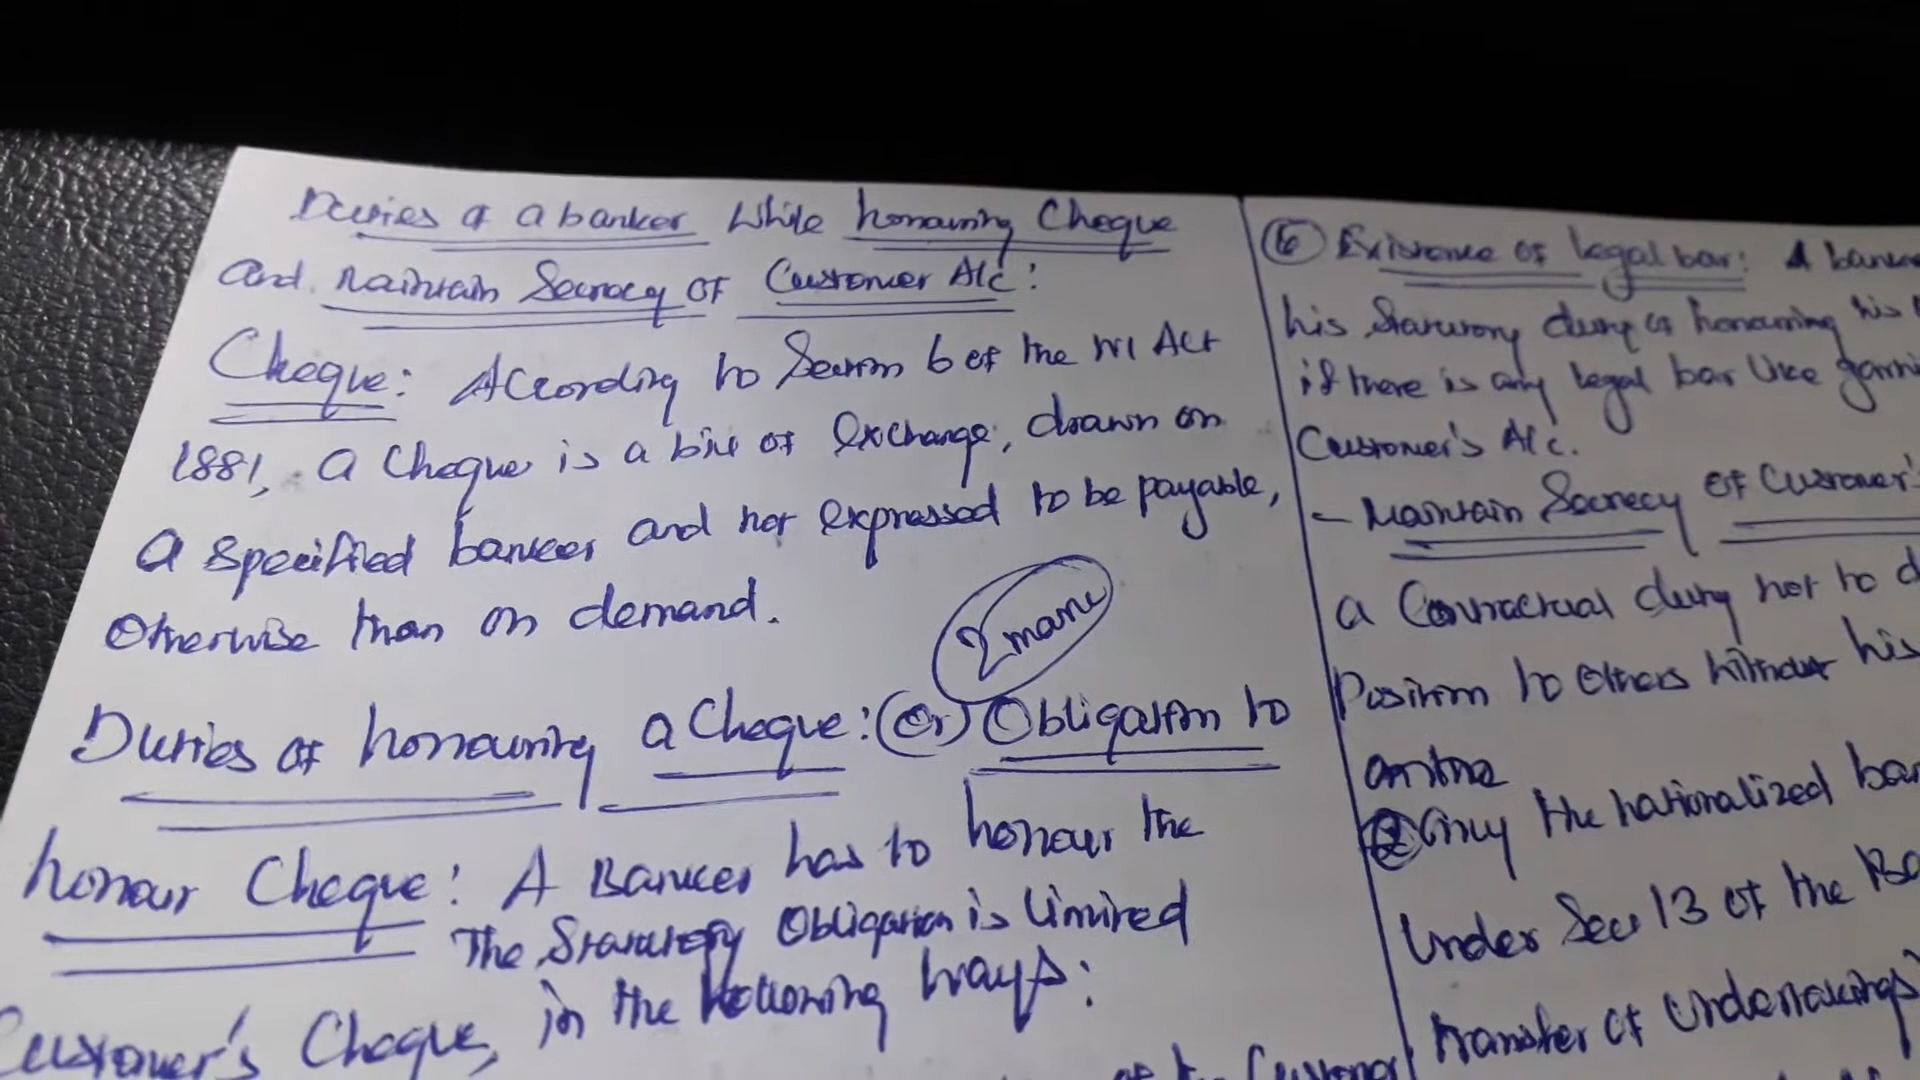 Duties of a banker while honouring Cheque
and Maintain Secrecy of Customer A/c:
Cheque: According to Section 6 of the NI Act
1881, a cheque is a bill of exchange, drawn on
a specified banker and not expressed to be payable,
Otherwise than on demand.
2 mark
Duties of honouring a Cheque: (or) Obligation to
honour Cheque: A Banker has to honour the
The Statutory Obligation is limited
Customer's Cheque, in the following ways:
Customer
6 Existence of legal bar: A
his Statutory duty of honouring his
if there is any legal bar like
Customer's A/c.
- Maintain Secrecy of Customer's
a Contractual duty not to
Position to others without his
the nationalized
Under Sec 13 of the
transfer of Undertakings